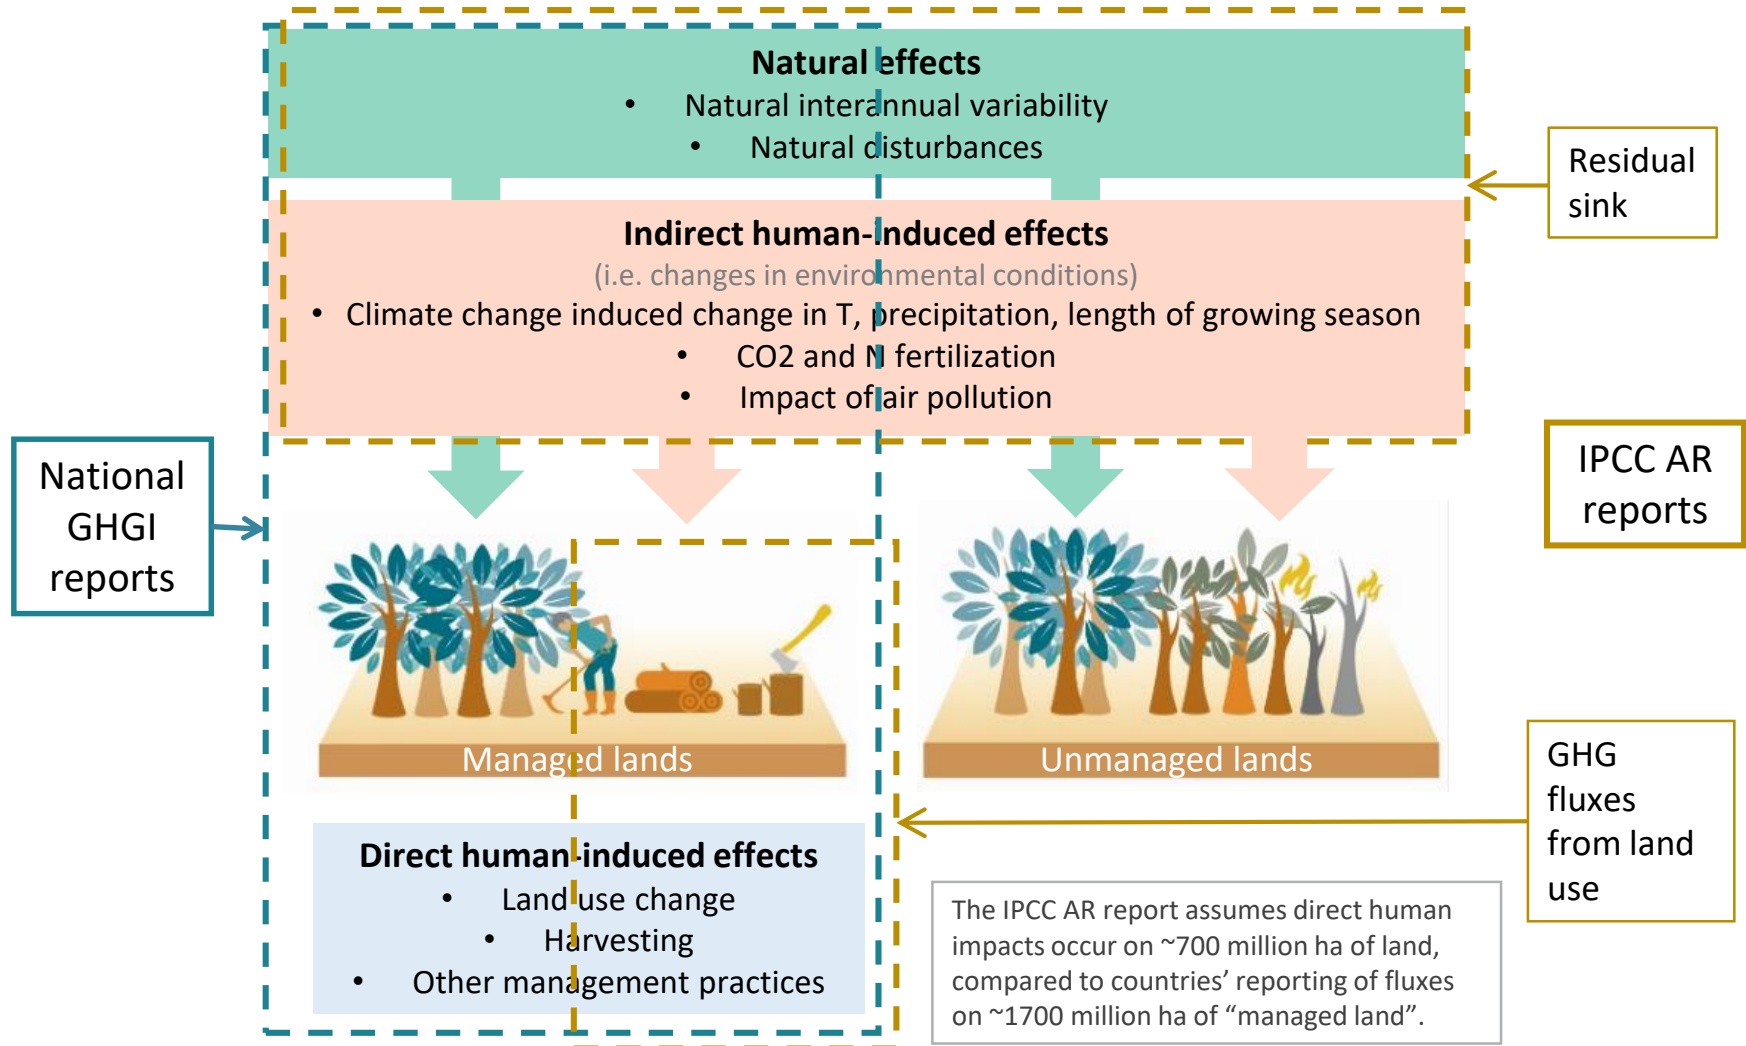 Natural effects
• Natural interannual variability
• Natural disturbances
Residual
sink
Indirect human-induced effects
(i.e. changes in environmental conditions)
• Climate change induced change in T, precipitation, length of growing season
• CO2 and N fertilization
• Impact of air pollution
National
GHGI
reports
IPCC AR
reports
Managed lands
Unmanaged lands
GHG
fluxes
from land
use
Direct human-induced effects
• Land use change
• Harvesting
• Other management practices
The IPCC AR report assumes direct human
impacts occur on ~700 million ha of land,
compared to countries’ reporting of fluxes
on ~1700 million ha of “managed land”.